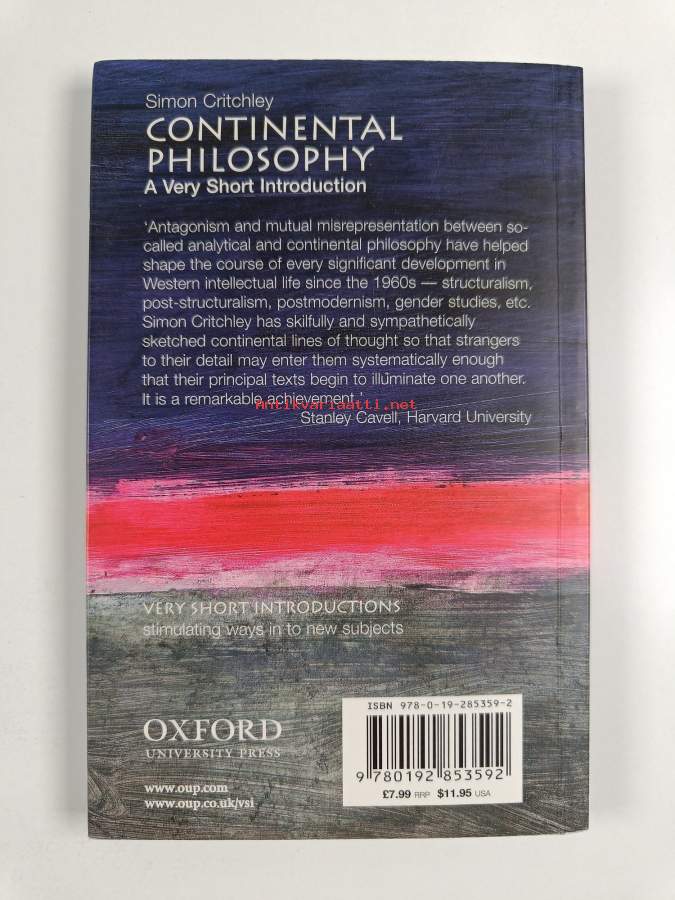 Simon Critchley
CONTINENTAL
PHILOSOPHY
A Very Short Introduction
'Antagonism and mutual misrepresentation between so-
called analytical and continental philosophy have helped
shape the course of every significant development in
Western intellectual life since the 1960s — structuralism,
post-structuralism, postmodernism, gender studies, etc.
Simon Critchley has skilfully and sympathetically
sketched continental lines of thought so that strangers
to their detail may enter them systematically enough
that their principal texts begin to illuminate one another.
It is a remarkable achievement.'
Antikvariaatti.net
Stanley Cavell, Harvard University
VERY SHORT INTRODUCTIONS
stimulating ways in to new subjects
ISBN 978-0-19-285359-2
OXFORD
UNIVERSITY PRESS
9 780192 853592
www.oup.com
£7.99 RRP $11.95 USA
www.oup.co.uk/vsi